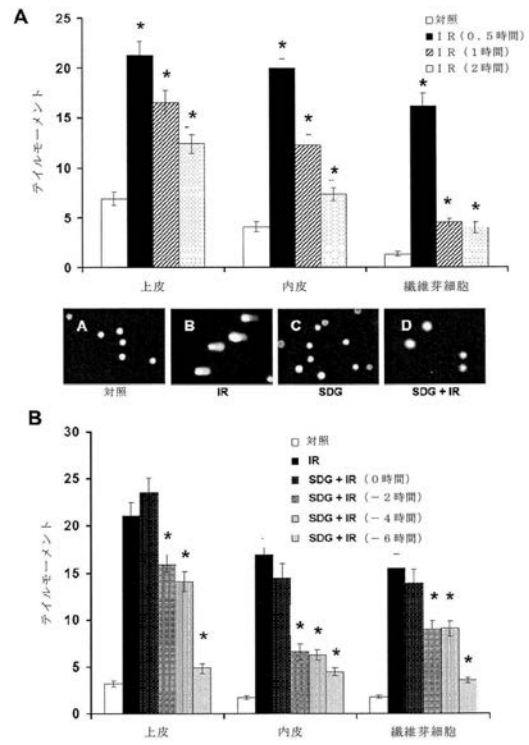 A
テイルモーメント
25
20
15
10
5
0
対照
IR(0.5時間)
IR(1時間)
IR(2時間)
* * * * * * * * *
上皮 内皮 繊維芽細胞
A B C D
対照 IR SDG SDG + IR
B
テイルモーメント
30
25
20
15
10
5
0
対照
IR
SDG + IR(0時間)
SDG + IR(-2時間)
SDG + IR(-4時間)
SDG + IR(-6時間)
* * * * * * * * *
上皮 内皮 繊維芽細胞